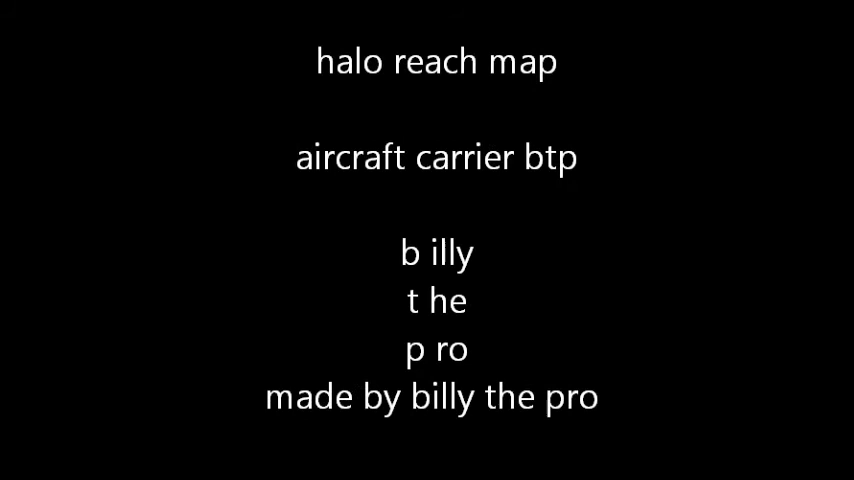 halo reach map
aircraft carrier btp
b illy
t he
p ro
made by billy the pro